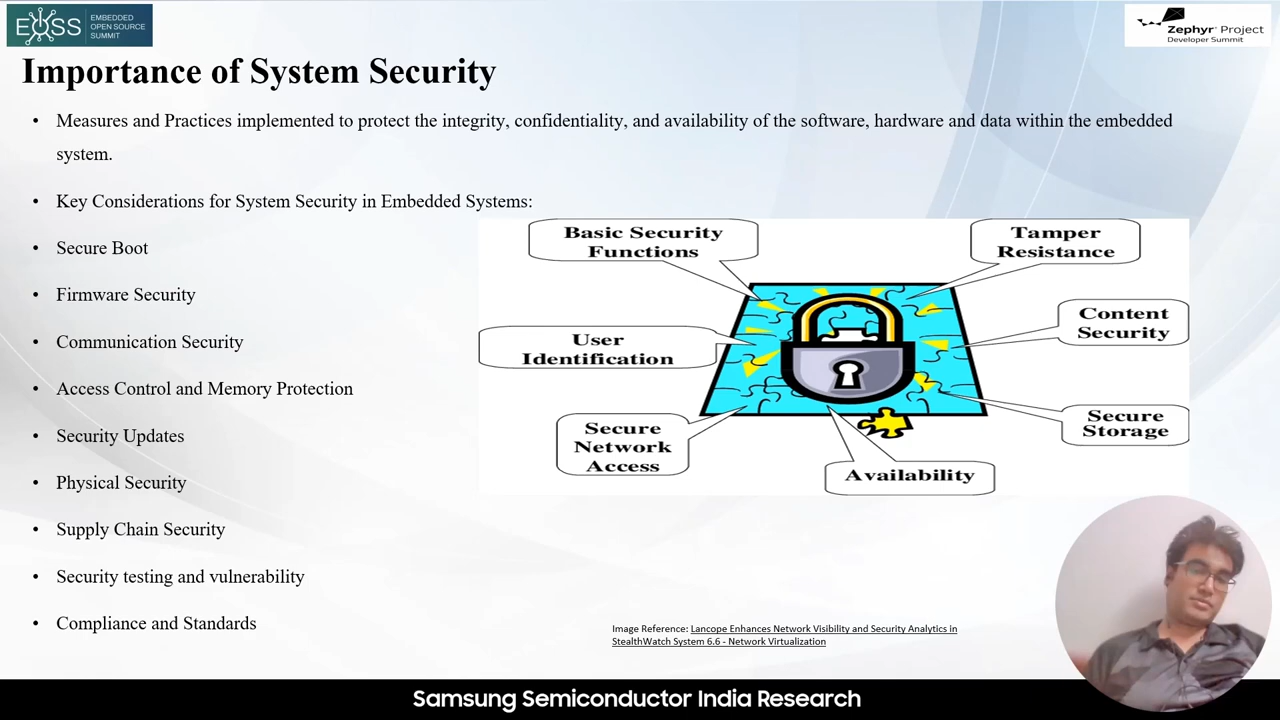 EOSS
EMBEDDED
OPEN SOURCE
SUMMIT
Zephyr® Project
Developer Summit
Importance of System Security
• Measures and Practices implemented to protect the integrity, confidentiality, and availability of the software, hardware and data within the embedded
system.
• Key Considerations for System Security in Embedded Systems:
• Secure Boot
• Firmware Security
• Communication Security
• Access Control and Memory Protection
• Security Updates
• Physical Security
• Supply Chain Security
• Security testing and vulnerability
• Compliance and Standards
Basic Security
Functions
Tamper
Resistance
User
Identification
Content
Security
Secure
Network
Access
Secure
Storage
Availability
Image Reference: Lancope Enhances Network Visibility and Security Analytics in
StealthWatch System 6.6 - Network Virtualization
Samsung Semiconductor India Research